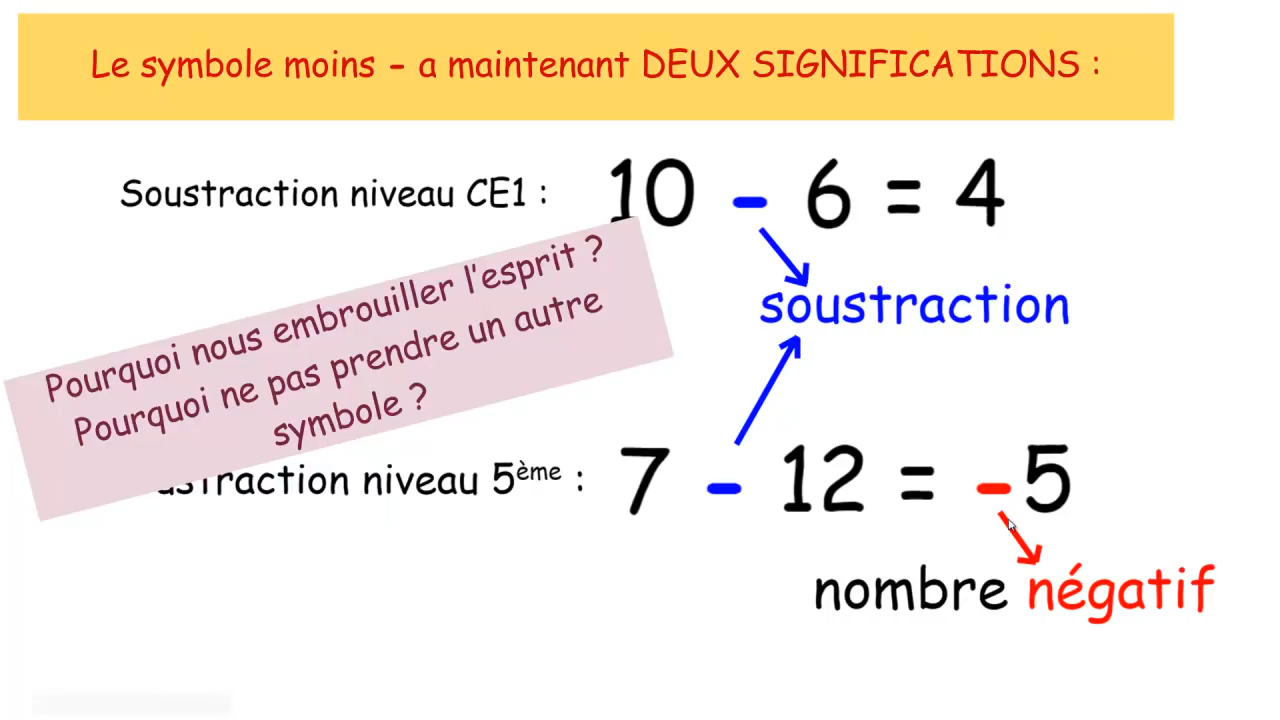 Le symbole moins - a maintenant DEUX SIGNIFICATIONS :
Soustraction niveau CE1 : 10 - 6 = 4
soustraction
Pourquoi nous embrouiller l'esprit ?
Pourquoi ne pas prendre un autre
symbole ?
ustraction niveau 5ème : 7 - 12 = -5
nombre négatif